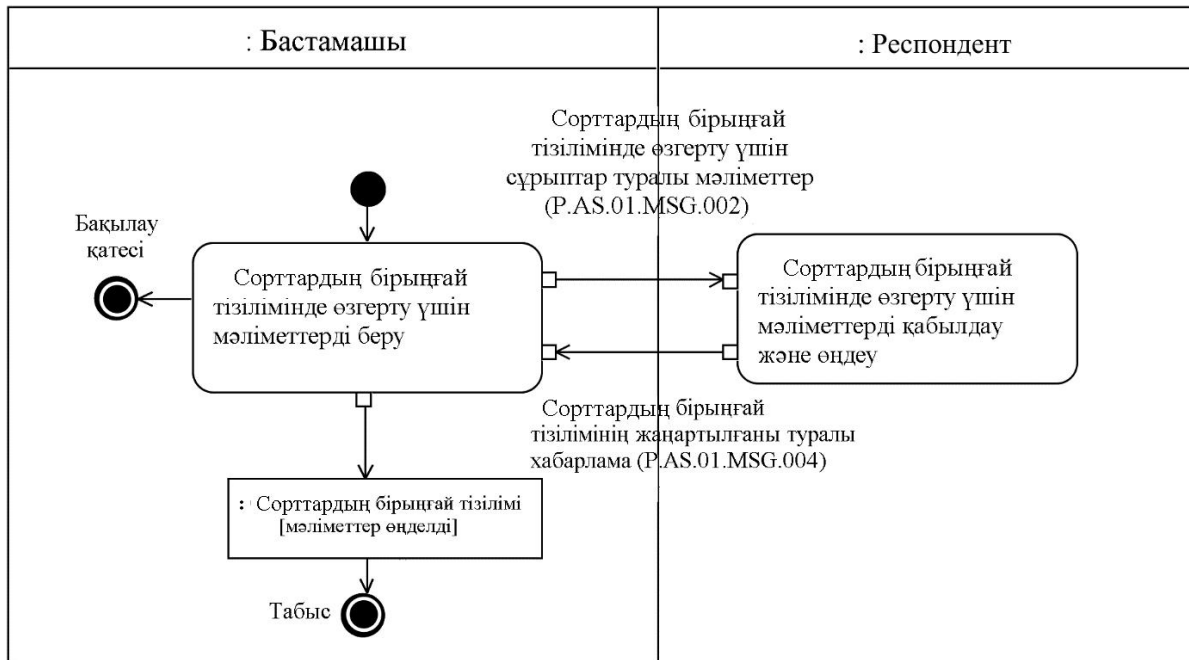 : Бастамашы
: Респондент
Сорттардың бірыңғай
тізілімінде өзгерту үшін
сұрыптар туралы мәліметтер
(P.AS.01.MSG.002)
Бақылау
қатесі
Сорттардың бірыңғай
тізілімінде өзгерту үшін
мәліметтерді беру
Сорттардың бірыңғай
тізілімінде өзгерту үшін
мәліметтерді қабылдау
және өңдеу
Сорттардың бірыңғай
тізілімінің жаңартылғаны туралы
хабарлама (P.AS.01.MSG.004)
: Сорттардың бірыңғай тізілімі
[мәліметтер өңделді]
Табыс